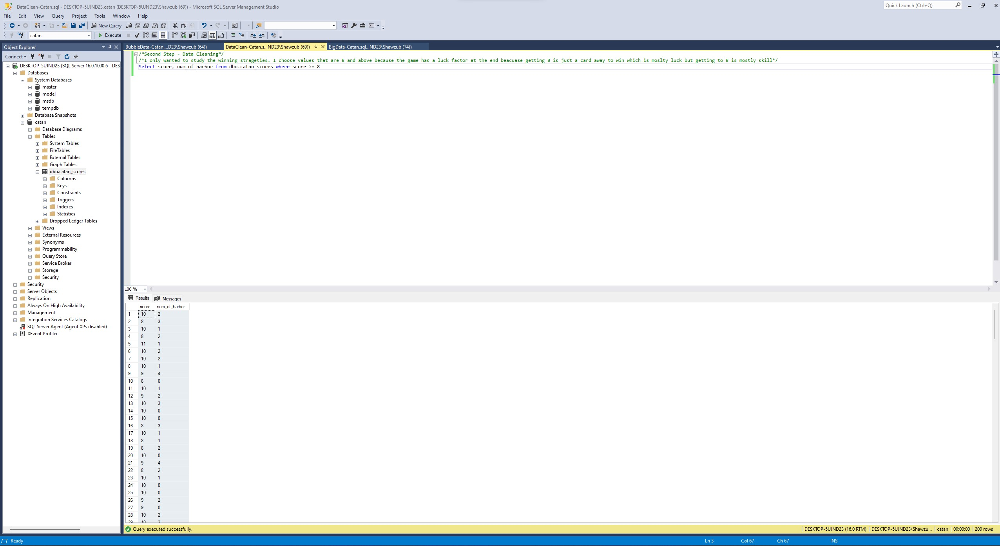 DataClean-Catan.sql - DESKTOP-5UJND23.catan (DESKTOP-5UJND23\Shawzub (69)) - Microsoft SQL Server Management Studio
Quick Launch (Ctrl+Q)
File Edit View Query Project Tools Window Help
New Query MDX DMX XMLA DAX
catan Execute
Object Explorer
Connect
DESKTOP-5UJND23 (SQL Server 16.0.1000.6 - DES
Databases
System Databases
master
model
msdb
tempdb
Database Snapshots
catan
Database Diagrams
Tables
System Tables
FileTables
External Tables
Graph Tables
dbo.catan_scores
Columns
Keys
Constraints
Triggers
Indexes
Statistics
Dropped Ledger Tables
Views
External Resources
Synonyms
Programmability
Query Store
Service Broker
Storage
Security
Security
Server Objects
Replication
Always On High Availability
Management
Integration Services Catalogs
SQL Server Agent (Agent XPs disabled)
XEvent Profiler
BubbleData-Catan....D23\Shawzub (64)) DataClean-Catan.s...ND23\Shawzub (69)) BigData-Catan.sql...ND23\Shawzub (74))
/*Second Step - Data Cleaning*/
/*I only wanted to study the winning strageties. I choose values that are 8 and above because the game has a luck factor at the end beacuase getting 8 is just a card away to win which is moslty luck but getting to 8 is mostly skill*/
Select score, num_of_harbor from dbo.catan_scores where score >= 8
100 %
Results Messages
score num_of_harbor
1 10 2
2 8 3
3 10 1
4 8 2
5 11 1
6 10 2
7 10 2
8 10 1
9 9 4
10 8 0
11 10 1
12 9 2
13 10 3
14 10 0
15 10 0
16 8 3
17 10 1
18 8 1
19 8 2
20 10 0
21 9 4
22 8 2
23 10 1
24 10 0
25 10 0
26 9 2
27 9 0
28 10 2
29 10 2
Query executed successfully. DESKTOP-5UJND23 (16.0 RTM) DESKTOP-5UJND23\Shawzu... catan 00:00:00 200 rows
Ready Ln 3 Col 67 Ch 67 INS